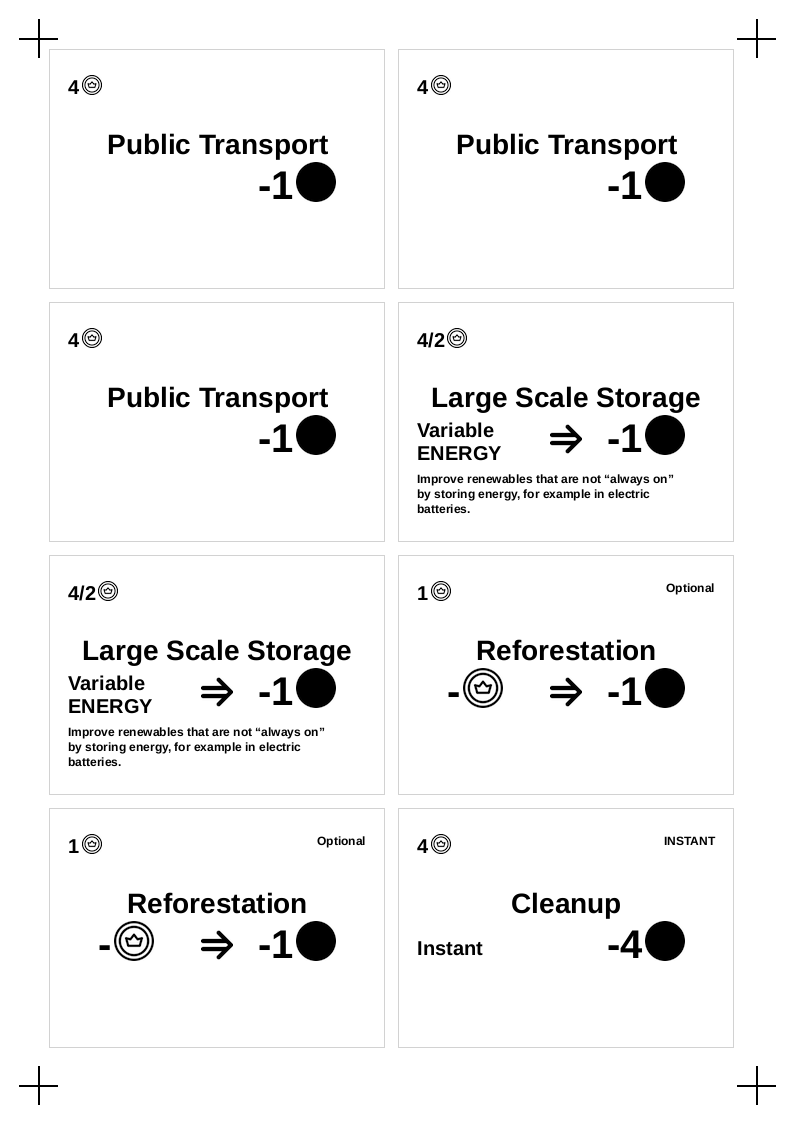 4
Public Transport
-1
4
Public Transport
-1
4
Public Transport
-1
4/2
Large Scale Storage
Variable
ENERGY
-1
Improve renewables that are not “always on”
by storing energy, for example in electric
batteries.
4/2
Large Scale Storage
Variable
ENERGY
⇒ -1
Improve renewables that are not “always on”
by storing energy, for example in electric
batteries.
1 Optional
Reforestation
- ⇒ -1
1 Optional
Reforestation
- ⇒ -1
4 INSTANT
Cleanup
Instant -4